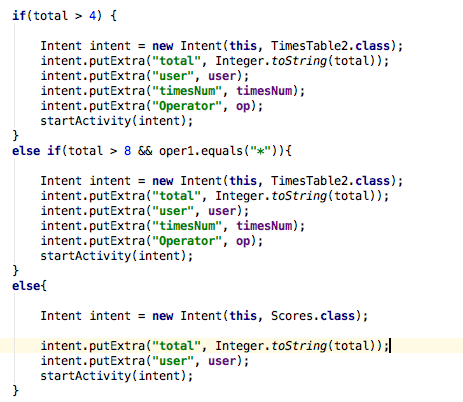 if(total > 4) {
Intent intent = new Intent(this, TimesTable2.class);
intent.putExtra("total", Integer.toString(total));
intent.putExtra("user", user);
intent.putExtra("timesNum", timesNum);
intent.putExtra("Operator", op);
startActivity(intent);
}
else if(total > 8 && oper1.equals("*")){
Intent intent = new Intent(this, TimesTable2.class);
intent.putExtra("total", Integer.toString(total));
intent.putExtra("user", user);
intent.putExtra("timesNum", timesNum);
intent.putExtra("Operator", op);
startActivity(intent);
}
else{
Intent intent = new Intent(this, Scores.class);
intent.putExtra("total", Integer.toString(total));
intent.putExtra("user", user);
startActivity(intent);
}